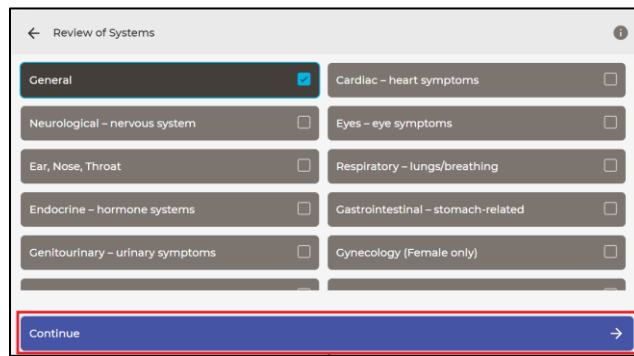 Review of Systems
General
Cardiac – heart symptoms
Neurological – nervous system
Eyes – eye symptoms
Ear, Nose, Throat
Respiratory – lungs/breathing
Endocrine – hormone systems
Gastrointestinal – stomach-related
Genitourinary – urinary symptoms
Gynecology (Female only)
Continue